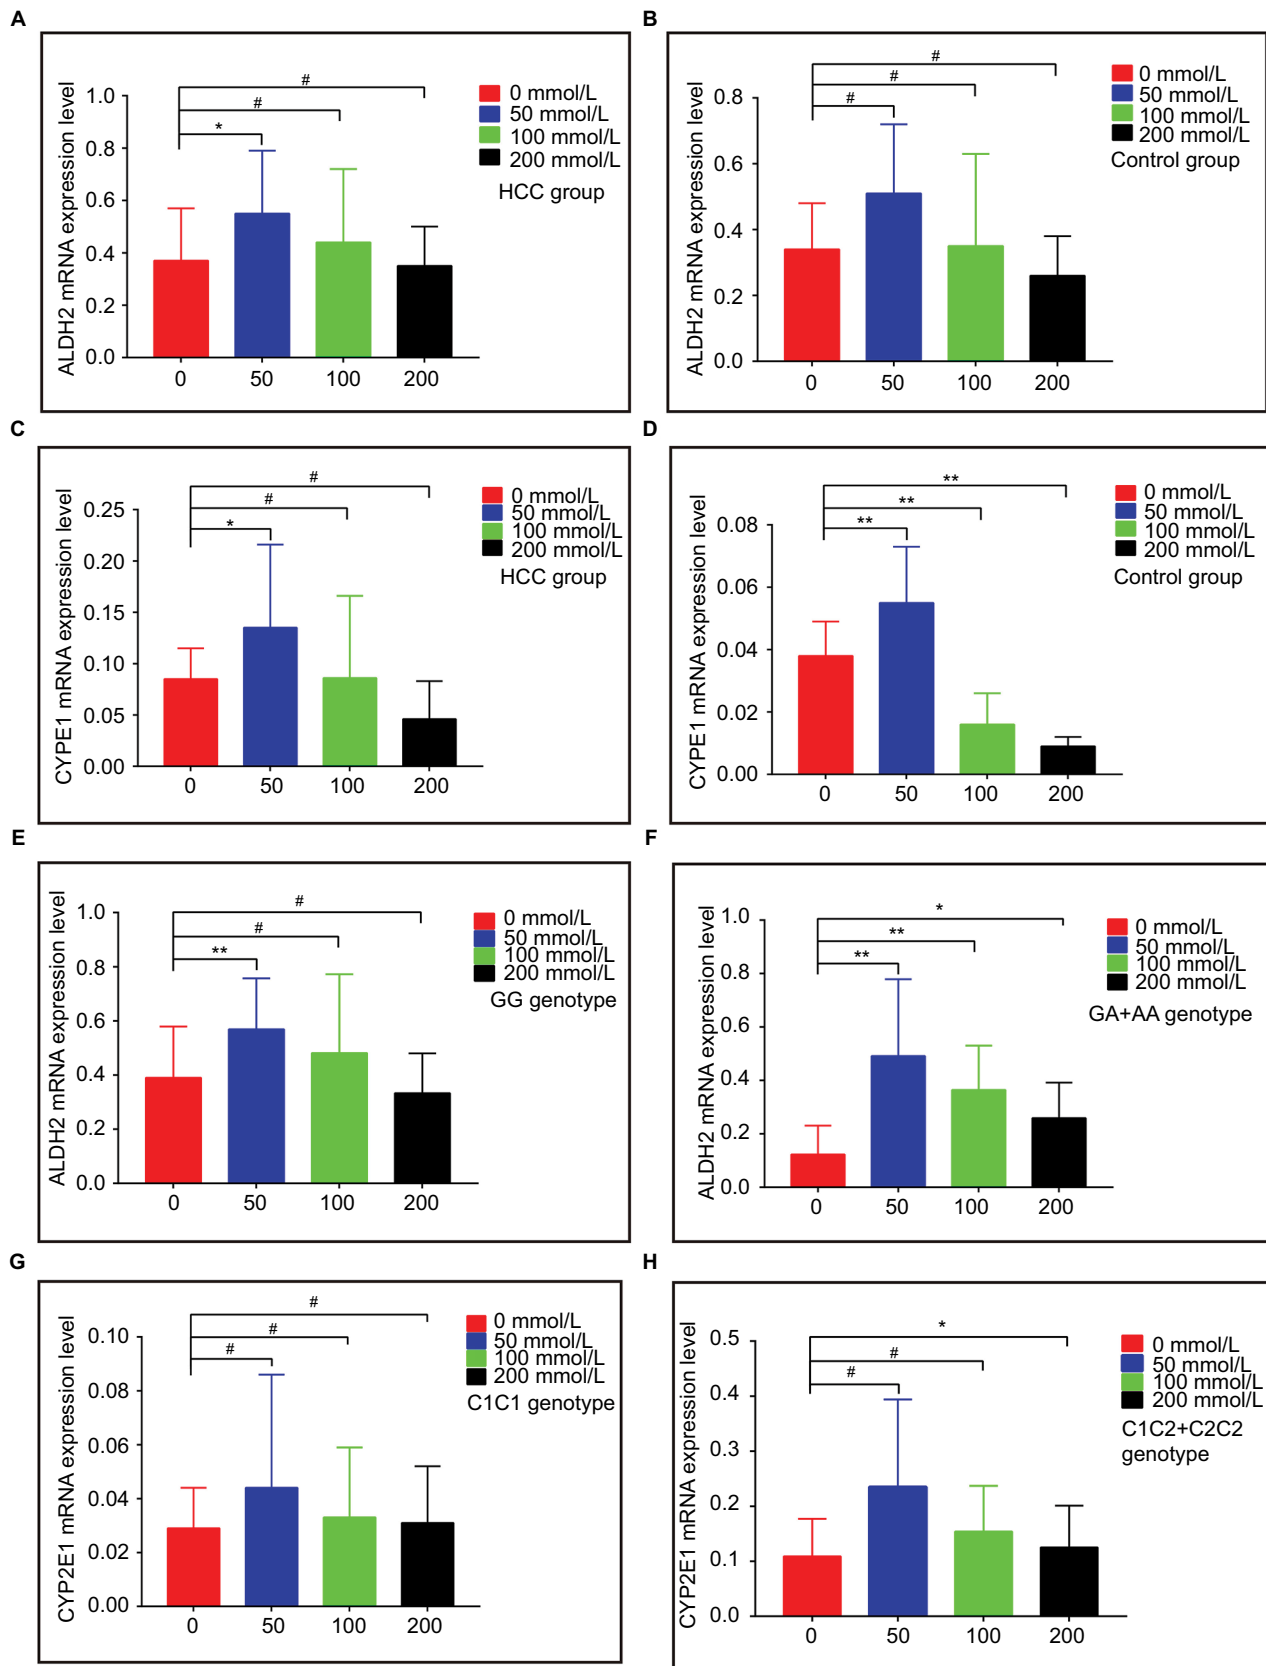 A
ALDH2 mRNA expression level
1.0
0.8
0.6
0.4
0.2
0.0
#
#
*
0
50
100
200
0 mmol/L
50 mmol/L
100 mmol/L
200 mmol/L
HCC group
B
ALDH2 mRNA expression level
0.8
0.6
0.4
0.2
0.0
#
#
#
0
50
100
200
0 mmol/L
50 mmol/L
100 mmol/L
200 mmol/L
Control group
C
CYPE1 mRNA expression level
0.25
0.20
0.15
0.10
0.05
0.00
#
#
*
0
50
100
200
0 mmol/L
50 mmol/L
100 mmol/L
200 mmol/L
HCC group
D
CYPE1 mRNA expression level
0.08
0.06
0.04
0.02
0.00
**
**
**
0
50
100
200
0 mmol/L
50 mmol/L
100 mmol/L
200 mmol/L
Control group
E
ALDH2 mRNA expression level
1.0
0.8
0.6
0.4
0.2
0.0
#
#
**
0
50
100
200
0 mmol/L
50 mmol/L
100 mmol/L
200 mmol/L
GG genotype
F
ALDH2 mRNA expression level
1.0
0.8
0.6
0.4
0.2
0.0
*
**
**
0
50
100
200
0 mmol/L
50 mmol/L
100 mmol/L
200 mmol/L
GA+AA genotype
G
CYP2E1 mRNA expression level
0.10
0.08
0.06
0.04
0.02
0.00
#
#
#
0
50
100
200
0 mmol/L
50 mmol/L
100 mmol/L
200 mmol/L
C1C1 genotype
H
CYP2E1 mRNA expression level
0.5
0.4
0.3
0.2
0.1
0.0
*
#
#
0
50
100
200
0 mmol/L
50 mmol/L
100 mmol/L
200 mmol/L
C1C2+C2C2
genotype